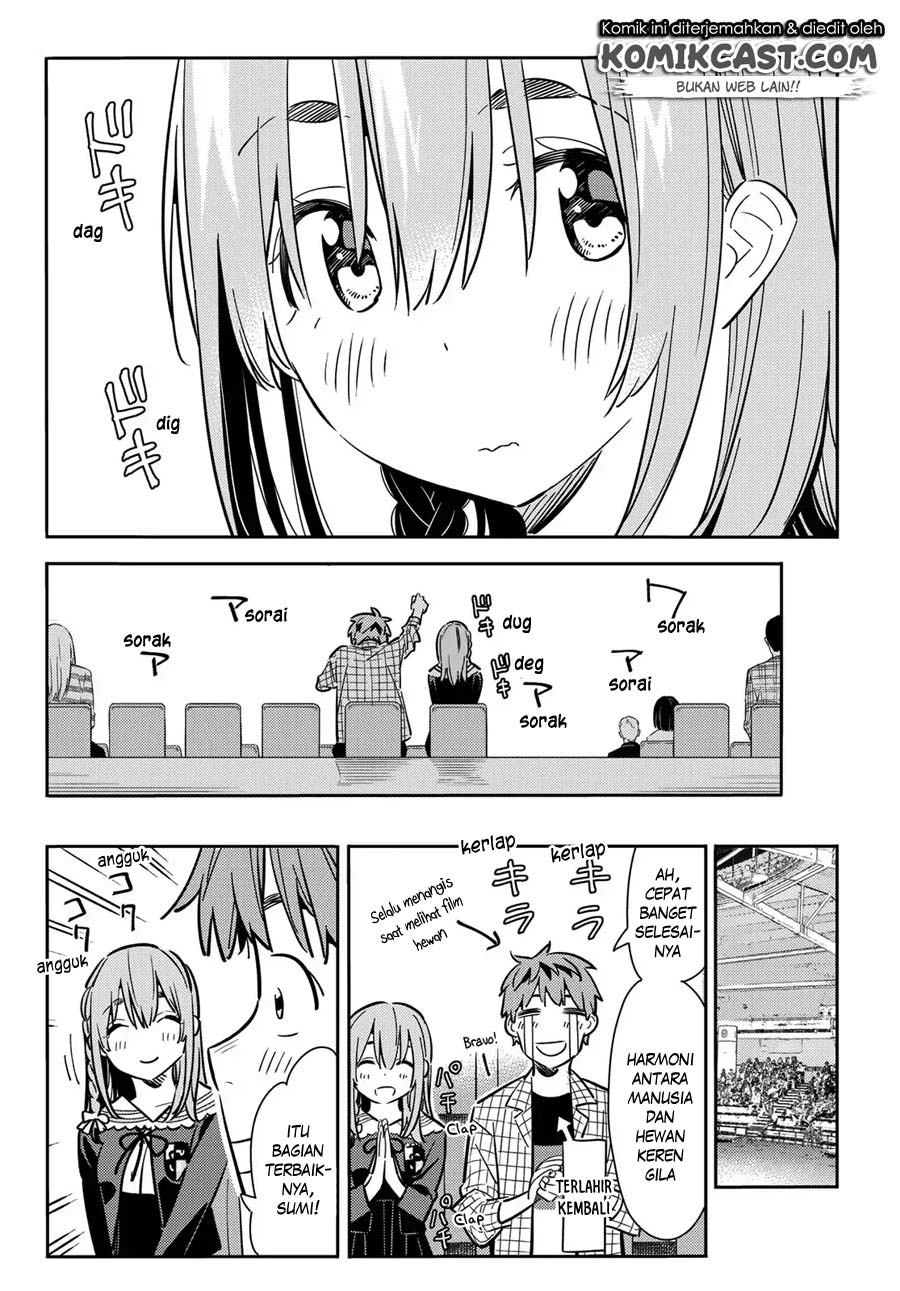 Komik ini diterjemahkan & diedit oleh
KOMIKCAST.COM
BUKAN WEB LAIN!!
ドキ
dag
ドキ
dig
ワ
sorak
ア
sorai
ア
sorak
ア
sorai
ア
sorak
ドキ
dug
ドキ
deg
AH,
CEPAT
BANGET
SELESAI-
NYA
HARMONI
ANTARA
MANUSIA
DAN
HEWAN
KEREN
GILA
kerlap
キラ
kerlap
キラ
Selalu menangis
saat melihat film
hewan
Bravo!
パチ
Clap
パチ
Clap
TERLAHIR
KEMBALI
angguk
コク
コク
angguk
ITU
BAGIAN
TERBAIK-
NYA,
SUMI!